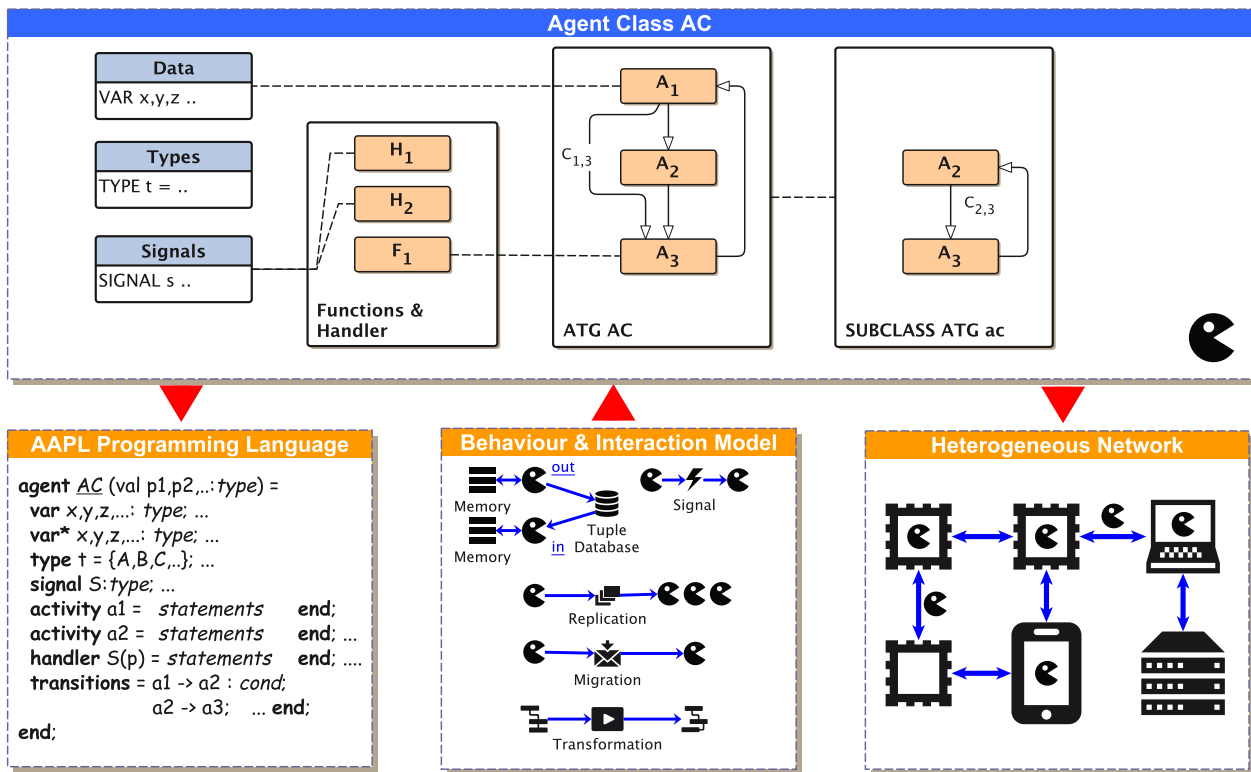 Agent Class AC
Data
VAR x,y,z ..
Types
TYPE t = ..
Signals
SIGNAL s ..
H1
H2
F1
Functions &
Handler
A1
C1,3
A2
A3
ATG AC
A2
C2,3
A3
SUBCLASS ATG ac
AAPL Programming Language
agent AC (val p1,p2,..:type) =
var x,y,z,...: type; ...
var* x,y,z,...: type; ...
type t = {A,B,C,..}; ...
signal S:type; ...
activity a1 = statements end;
activity a2 = statements end; ...
handler S(p) = statements end; ....
transitions = a1 -> a2 : cond;
a2 -> a3; ... end;
end;
Behaviour & Interaction Model
out
Memory
Signal
Memory
in
Tuple
Database
Replication
Migration
Transformation
Heterogeneous Network